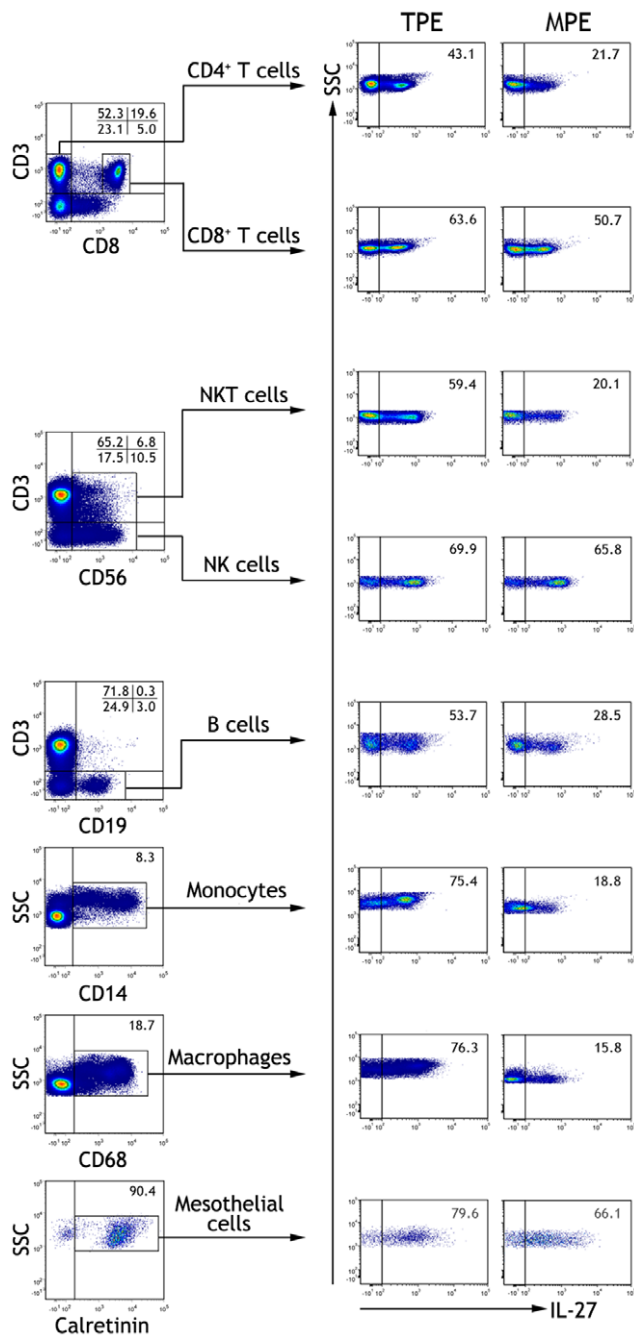 TPE MPE
SSC
CD4⁺ T cells
43.1 21.7
52.3 19.6
23.1 5.0
CD3
CD8
CD8⁺ T cells
63.6 50.7
NKT cells
59.4 20.1
65.2 6.8
17.5 10.5
CD3
CD56
NK cells
69.9 65.8
71.8 0.3
24.9 3.0
CD3
CD19
B cells
53.7 28.5
8.3
SSC
CD14
Monocytes
75.4 18.8
18.7
SSC
CD68
Macrophages
76.3 15.8
90.4
SSC
Calretinin
Mesothelial
cells
79.6 66.1
IL-27